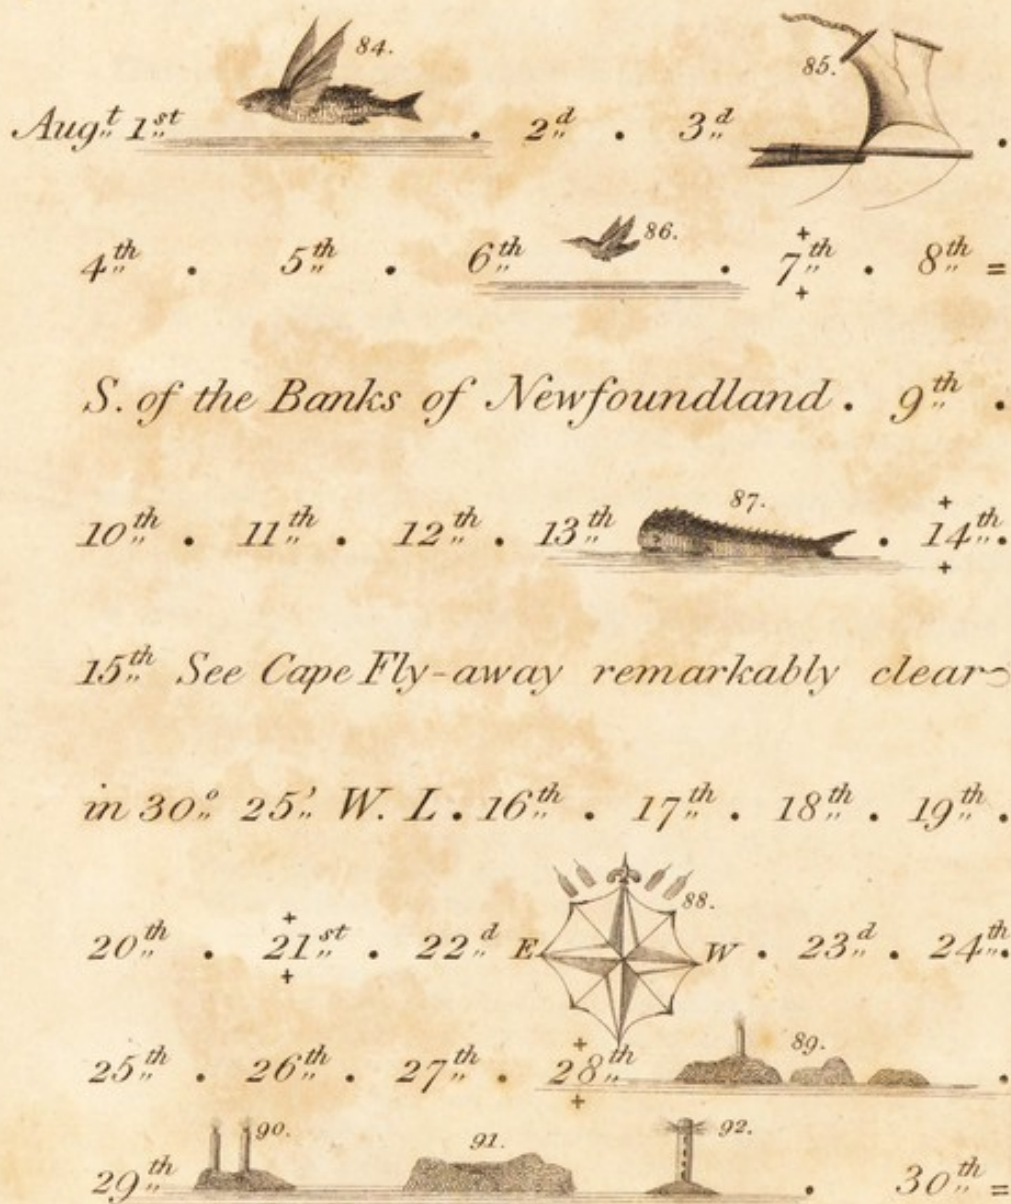 84.
85.
Aug.t 1st . 2d . 3d .
86.
4th . 5th . 6th . 7th . 8th =
S. of the Banks of Newfoundland . 9th .
87.
10th . 11th . 12th . 13th . 14th .
15th See Cape Fly-away remarkably clear
in 30° 25' W. L . 16th . 17th . 18th . 19th .
88.
20th . 21st . 22d E W . 23d . 24th .
89.
25th . 26th . 27th . 28th .
90. 91. 92.
29th . 30th =